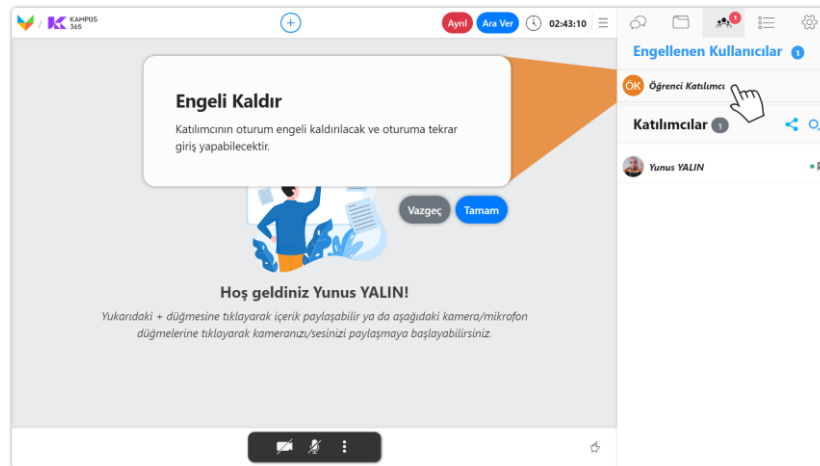 KAMPUS
365
Ayrıl
Ara Ver
02:43:10
1
Engellenen Kullanıcılar 1
ÖK Öğrenci Katılımcı
Katılımcılar 1
Yunus YALIN
Engeli Kaldır
Katılımcının oturum engeli kaldırılacak ve oturuma tekrar
giriş yapabilecektir.
Vazgeç
Tamam
Hoş geldiniz Yunus YALIN!
Yukarıdaki + düğmesine tıklayarak içerik paylaşabilir ya da aşağıdaki kamera/mikrofon
düğmelerine tıklayarak kameranızı/sesinizi paylaşmaya başlayabilirsiniz.